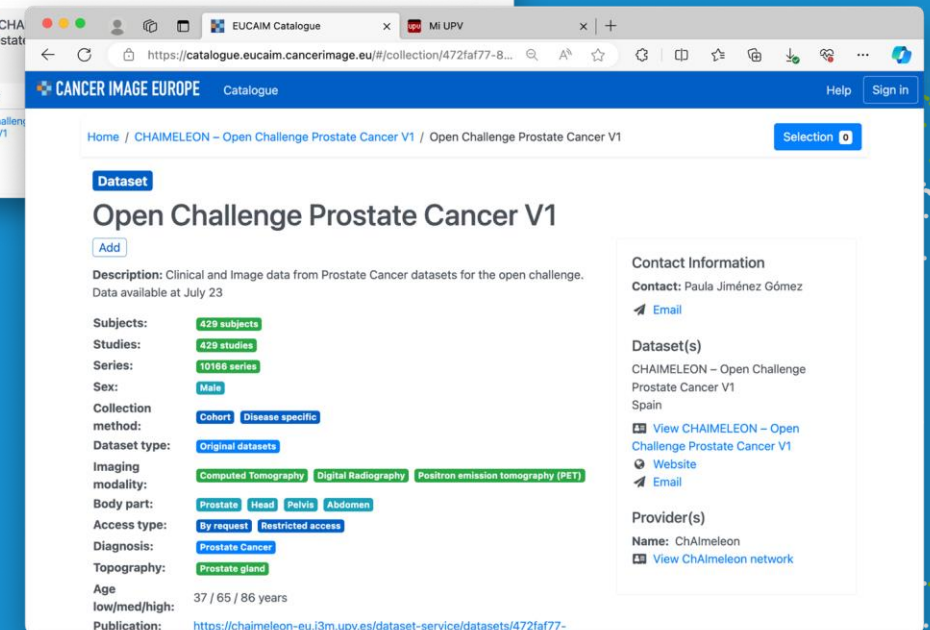 CHA
state
EUCAIM Catalogue
Mi UPV
https://catalogue.eucaim.cancerimage.eu/#/collection/472faf77-8...
CANCER IMAGE EUROPE
Catalogue
Help
Sign in
Home / CHAIMELEON – Open Challenge Prostate Cancer V1 / Open Challenge Prostate Cancer V1
Selection 0
Dataset
Open Challenge Prostate Cancer V1
Add
Description: Clinical and Image data from Prostate Cancer datasets for the open challenge.
Data available at July 23
Subjects: 429 subjects
Studies: 429 studies
Series: 10166 series
Sex: Male
Collection
method: Cohort Disease specific
Dataset type: Original datasets
Imaging
modality: Computed Tomography Digital Radiography Positron emission tomography (PET)
Body part: Prostate Head Pelvis Abdomen
Access type: By request Restricted access
Diagnosis: Prostate Cancer
Topography: Prostate gland
Age
low/med/high: 37 / 65 / 86 years
Publication: https://chaimeleon-eu.i3m.upv.es/dataset-service/datasets/472faf77-
Contact Information
Contact: Paula Jiménez Gómez
Email
Dataset(s)
CHAIMELEON – Open Challenge
Prostate Cancer V1
Spain
View CHAIMELEON – Open
Challenge Prostate Cancer V1
Website
Email
Provider(s)
Name: ChAImeleon
View ChAImeleon network